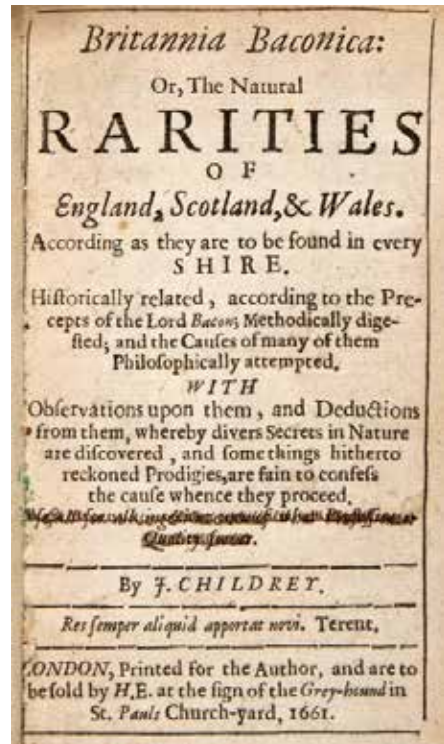 Britannia Baconica:
Or, The Natural
RARITIES
OF
England, Scotland, & Wales.
According as they are to be found in every
SHIRE.
Hiſtorically related, according to the Pre-
cepts of the Lord Bacon; Methodically dige-
ſted; and the Cauſes of many of them
Philoſophically attempted.
WITH
Obſervations upon them, and Deductions
from them, whereby divers Secrets in Nature
are diſcovered, and ſome things hitherto
reckoned Prodigies, are fain to confeſs
the cauſe whence they proceed.
Quality ſoever.
By J. CHILDREY.
Res ſemper aliquid apportat novi. Terent.
LONDON, Printed for the Author, and are to
be ſold by H.E. at the ſign of the Grey-hound in
St. Pauls Church-yard, 1661.